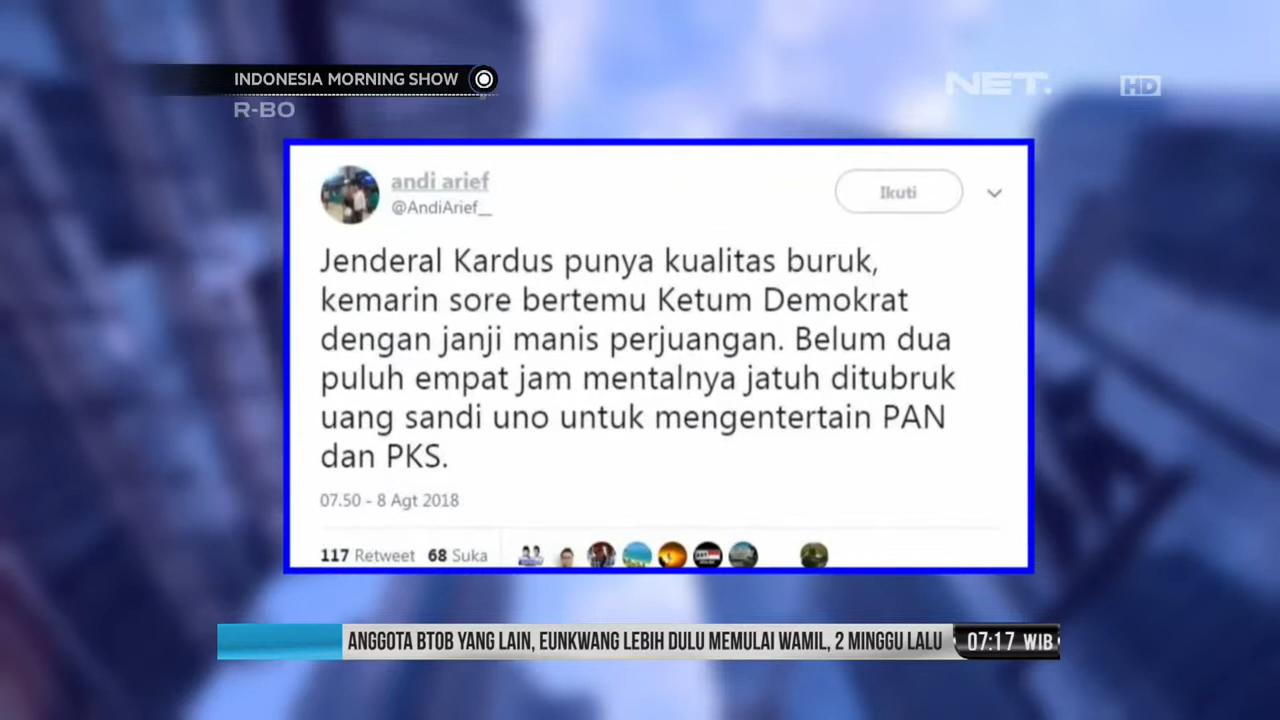 INDONESIA MORNING SHOW
R-BO
NET.
HD
andi arief
@AndiArief__
Ikuti
Jenderal Kardus punya kualitas buruk,
kemarin sore bertemu Ketum Demokrat
dengan janji manis perjuangan. Belum dua
puluh empat jam mentalnya jatuh ditubruk
uang sandi uno untuk mengentertain PAN
dan PKS.
07.50 - 8 Agt 2018
117 Retweet 68 Suka
ANGGOTA BTOB YANG LAIN, EUNKWANG LEBIH DULU MEMULAI WAMIL, 2 MINGGU LALU
07:17 WIB